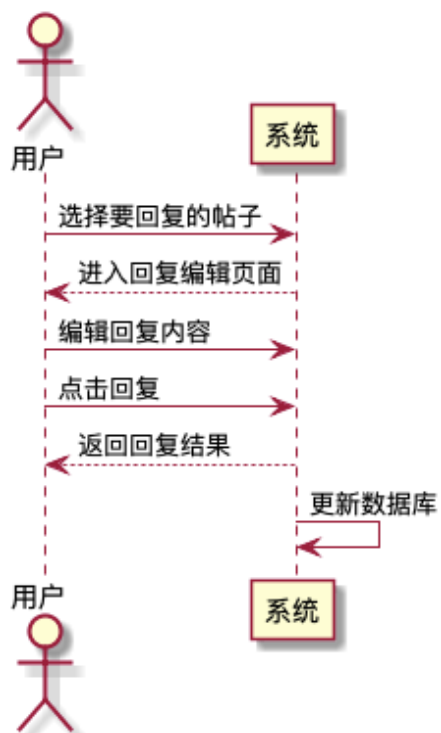 用户
系统
选择要回复的帖子
进入回复编辑页面
编辑回复内容
点击回复
返回回复结果
更新数据库
用户
系统